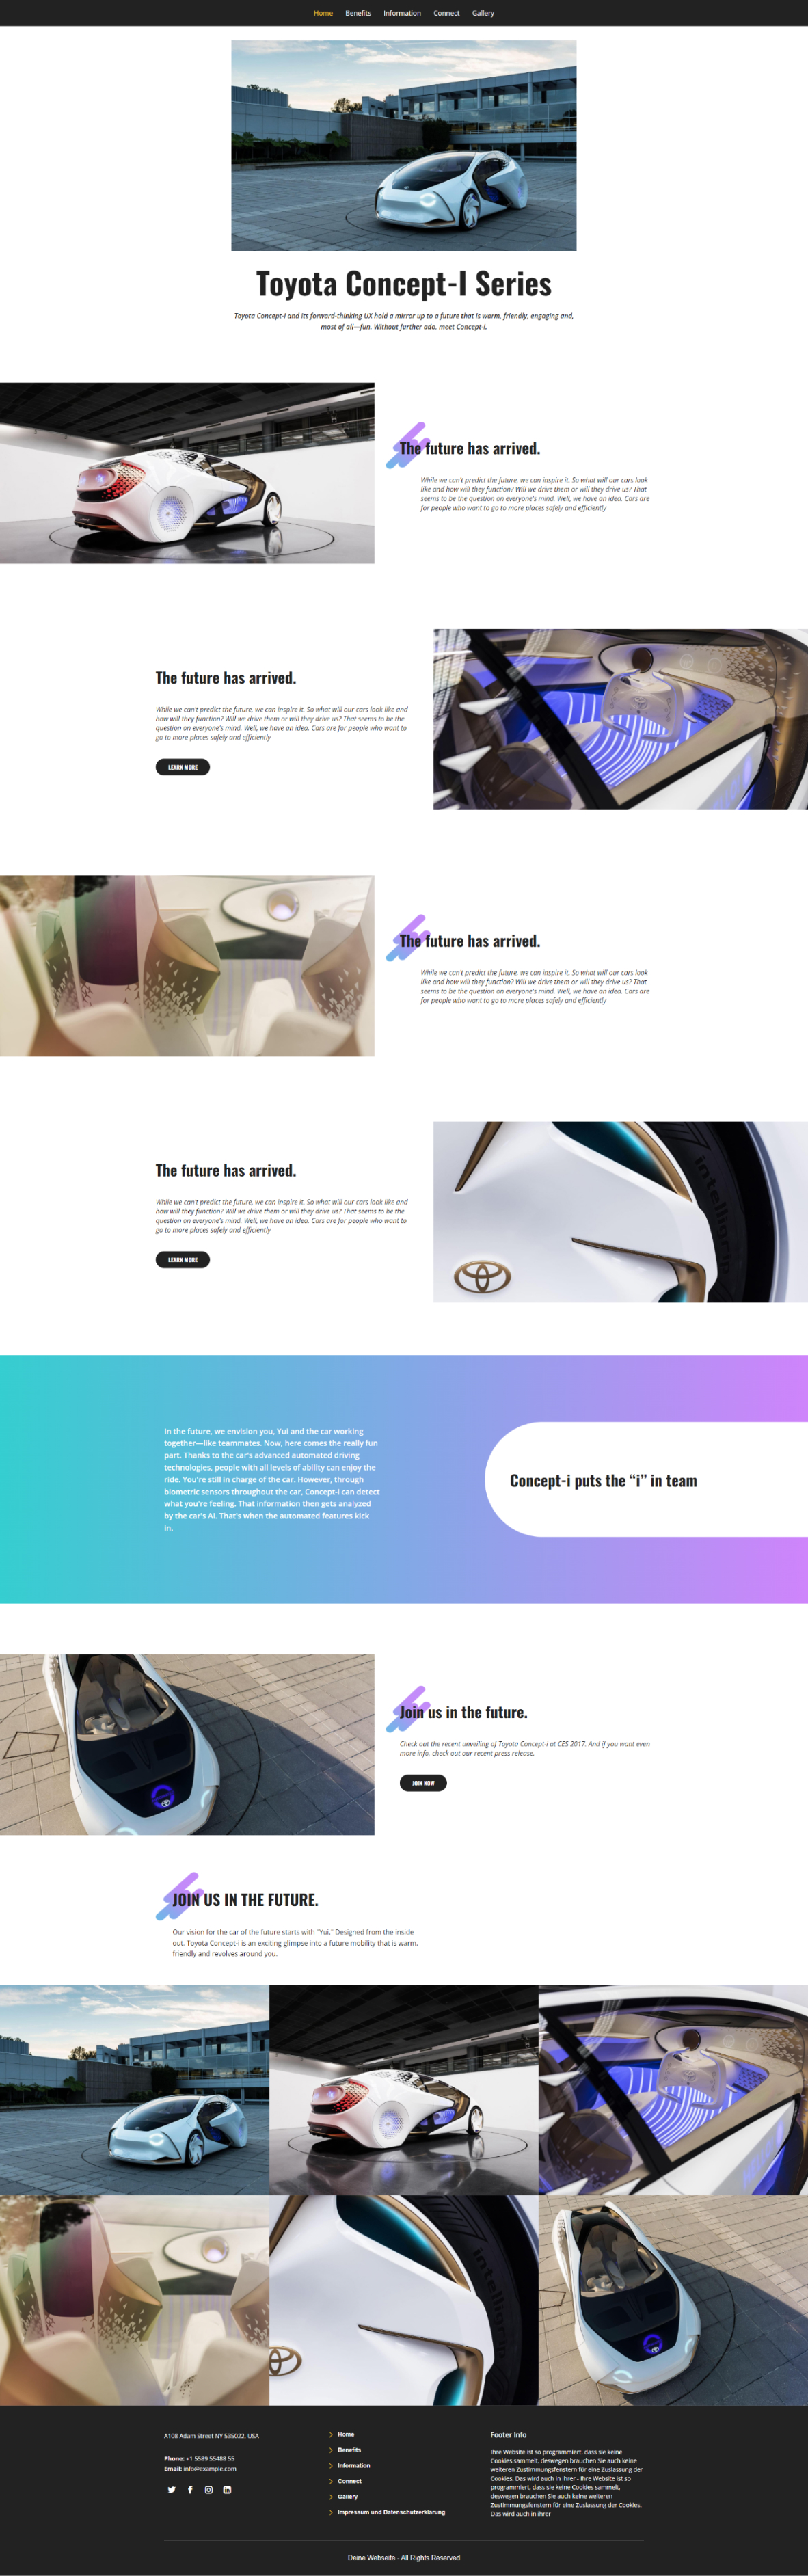 Home Benefits Information Connect Gallery
Toyota Concept-I Series
Toyota Concept-i and its forward-thinking UX hold a mirror up to a future that is warm, friendly, engaging and,
most of all—fun. Without further ado, meet Concept-i.
The future has arrived.
While we can't predict the future, we can inspire it. So what will our cars look
like and how will they function? Will we drive them or will they drive us? That
seems to be the question on everyone's mind. Well, we have an idea. Cars are
for people who want to go to more places safely and efficiently
The future has arrived.
While we can't predict the future, we can inspire it. So what will our cars look like and
how will they function? Will we drive them or will they drive us? That seems to be the
question on everyone's mind. Well, we have an idea. Cars are for people who want to
go to more places safely and efficiently
LEARN MORE
The future has arrived.
While we can't predict the future, we can inspire it. So what will our cars look
like and how will they function? Will we drive them or will they drive us? That
seems to be the question on everyone's mind. Well, we have an idea. Cars are
for people who want to go to more places safely and efficiently
The future has arrived.
While we can't predict the future, we can inspire it. So what will our cars look like and
how will they function? Will we drive them or will they drive us? That seems to be the
question on everyone's mind. Well, we have an idea. Cars are for people who want to
go to more places safely and efficiently
LEARN MORE
In the future, we envision you, Yui and the car working
together—like teammates. Now, here comes the really fun
part. Thanks to the car's advanced automated driving
technologies, people with all levels of ability can enjoy the
ride. You're still in charge of the car. However, through
biometric sensors throughout the car, Concept-i can detect
what you're feeling. That information then gets analyzed
by the car's AI. That's when the automated features kick
in.
Concept-i puts the “i” in team
Join us in the future.
Check out the recent unveiling of Toyota Concept-i at CES 2017. And if you want even
more info, check out our recent press release.
JOIN NOW
JOIN US IN THE FUTURE.
Our vision for the car of the future starts with "Yui." Designed from the inside
out, Toyota Concept-i is an exciting glimpse into a future mobility that is warm,
friendly and revolves around you.
A108 Adam Street NY 535022, USA
Phone: +1 5589 55488 55
Email: info@example.com
Home
Benefits
Information
Connect
Gallery
Impressum und Datenschutzerklärung
Footer Info
Ihre Website ist so programmiert, dass sie keine
Cookies sammelt, deswegen brauchen Sie auch keine
weiteren Zustimmungsfenstern für eine Zuslassung der
Cookies. Das wird auch in Ihrer - Ihre Website ist so
programmiert, dass sie keine Cookies sammelt,
deswegen brauchen Sie auch keine weiteren
Zustimmungsfenstern für eine Zuslassung der Cookies.
Das wird auch in Ihrer
Deine Webseite - All Rights Reserved